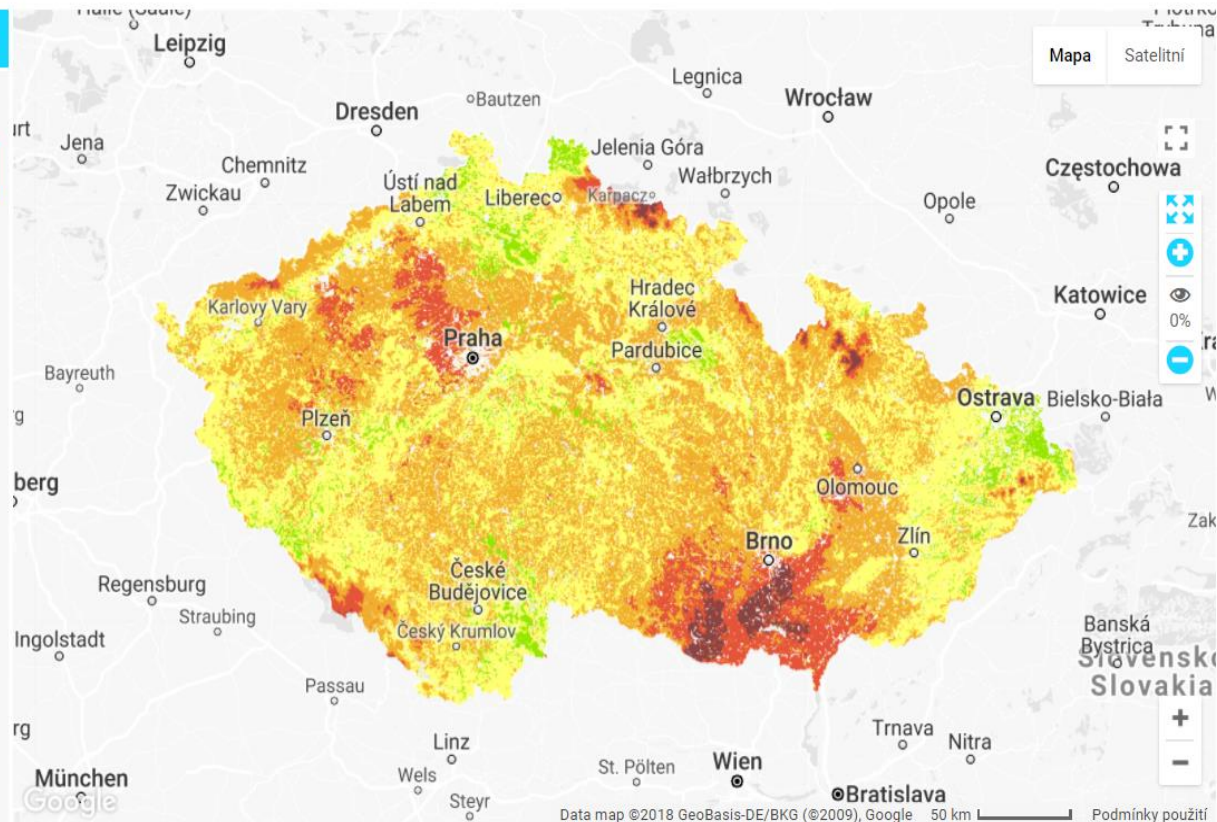 Leipzig
Mapa
Satelitní
Legnica
Bautzen
Wrocław
Dresden
Jena
Jelenia Góra
Chemnitz
Częstochowa
Wałbrzych
Ústí nad
Labem
Liberec
Karpacz
Zwickau
Opole
Hradec
Králové
Katowice
Karlovy Vary
0%
Praha
Pardubice
Bayreuth
Ostrava
Bielsko-Biała
Plzeň
berg
Olomouc
Zlín
Brno
České
Budějovice
Regensburg
Straubing
Český Krumlov
Ingolstadt
Banská
Bystrica
Slovensko
Slovakia
Passau
Trnava
Nitra
Linz
Wien
Wels
St. Pölten
München
Steyr
Bratislava
Google
Data map ©2018 GeoBasis-DE/BKG (©2009), Google
50 km
Podmínky použití